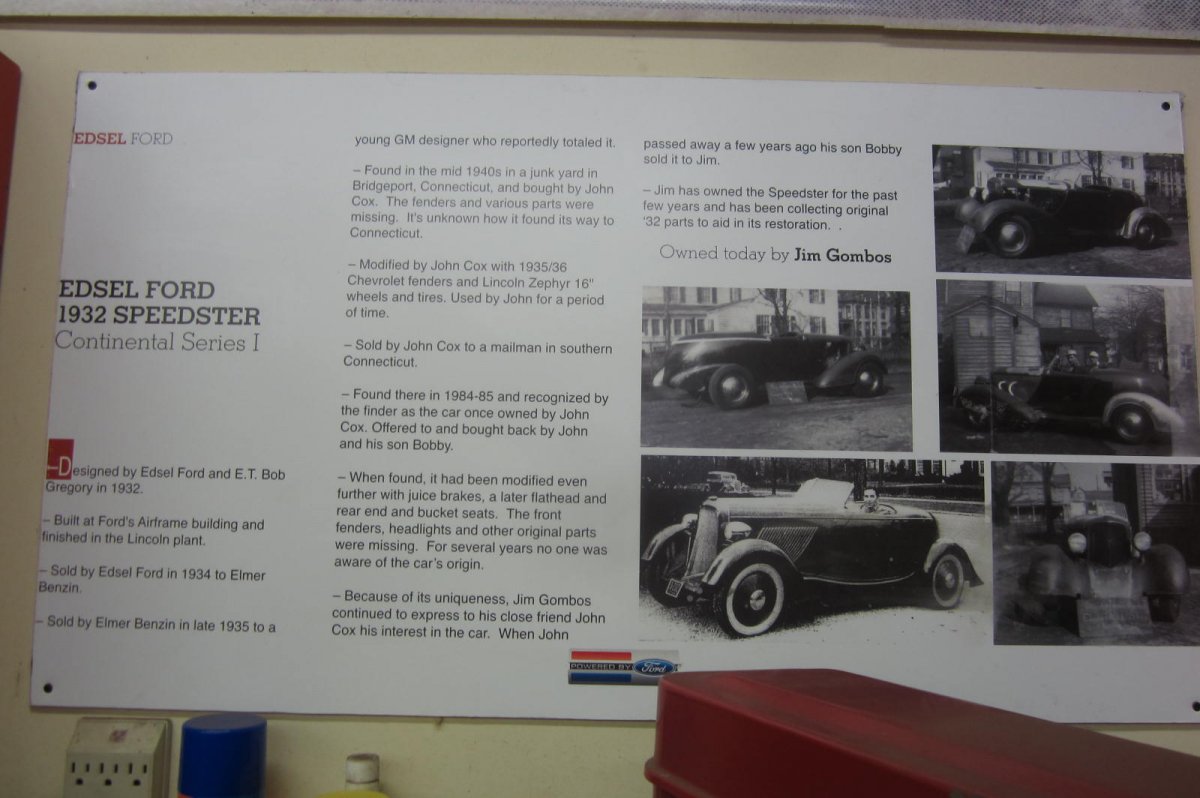 EDSEL FORD
EDSEL FORD
1932 SPEEDSTER
Continental Series I
–Designed by Edsel Ford and E.T. Bob
Gregory in 1932.
– Built at Ford's Airframe building and
finished in the Lincoln plant.
– Sold by Edsel Ford in 1934 to Elmer
Benzin.
– Sold by Elmer Benzin in late 1935 to a
young GM designer who reportedly totaled it.
– Found in the mid 1940s in a junk yard in
Bridgeport, Connecticut, and bought by John
Cox. The fenders and various parts were
missing. It's unknown how it found its way to
Connecticut.
– Modified by John Cox with 1935/36
Chevrolet fenders and Lincoln Zephyr 16"
wheels and tires. Used by John for a period
of time.
– Sold by John Cox to a mailman in southern
Connecticut.
– Found there in 1984-85 and recognized by
the finder as the car once owned by John
Cox. Offered to and bought back by John
and his son Bobby.
– When found, it had been modified even
further with juice brakes, a later flathead and
rear end and bucket seats. The front
fenders, headlights and other original parts
were missing. For several years no one was
aware of the car's origin.
– Because of its uniqueness, Jim Gombos
continued to express to his close friend John
Cox his interest in the car. When John
passed away a few years ago his son Bobby
sold it to Jim.
– Jim has owned the Speedster for the past
few years and has been collecting original
'32 parts to aid in its restoration. .
Owned today by Jim Gombos
POWERED BY Ford